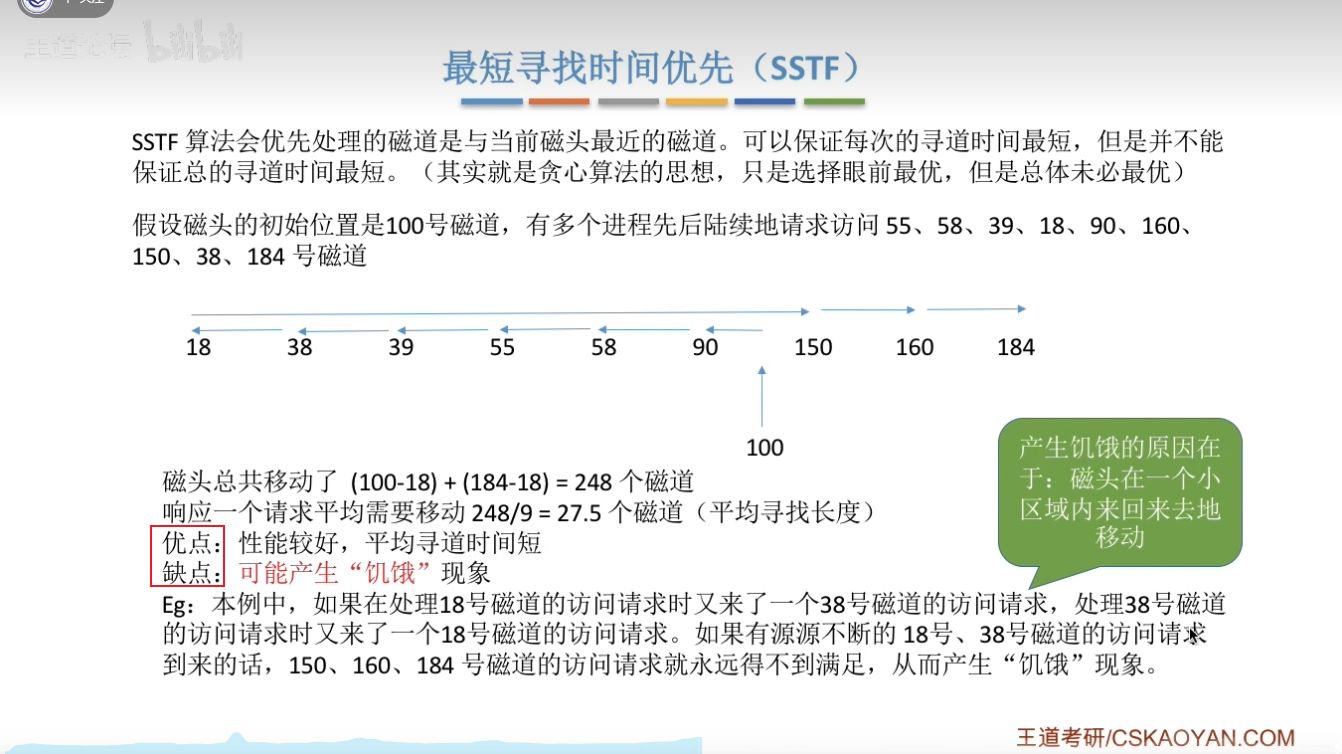 王道论坛 bilibili
最短寻找时间优先（SSTF）
SSTF 算法会优先处理的磁道是与当前磁头最近的磁道。可以保证每次的寻道时间最短，但是并不能
保证总的寻道时间最短。（其实就是贪心算法的思想，只是选择眼前最优，但是总体未必最优）
假设磁头的初始位置是100号磁道，有多个进程先后陆续地请求访问 55、58、39、18、90、160、
150、38、184 号磁道
18 38 39 55 58 90 150 160 184
100
产生饥饿的原因在
于：磁头在一个小
区域内来回来去地
移动
磁头总共移动了 (100-18) + (184-18) = 248 个磁道
响应一个请求平均需要移动 248/9 = 27.5 个磁道（平均寻找长度）
优点：性能较好，平均寻道时间短
缺点：可能产生“饥饿”现象
Eg：本例中，如果在处理18号磁道的访问请求时又来了一个38号磁道的访问请求，处理38号磁道
的访问请求时又来了一个18号磁道的访问请求。如果有源源不断的 18号、38号磁道的访问请求
到来的话，150、160、184 号磁道的访问请求就永远得不到满足，从而产生“饥饿”现象。
王道考研/CSKAOYAN.COM